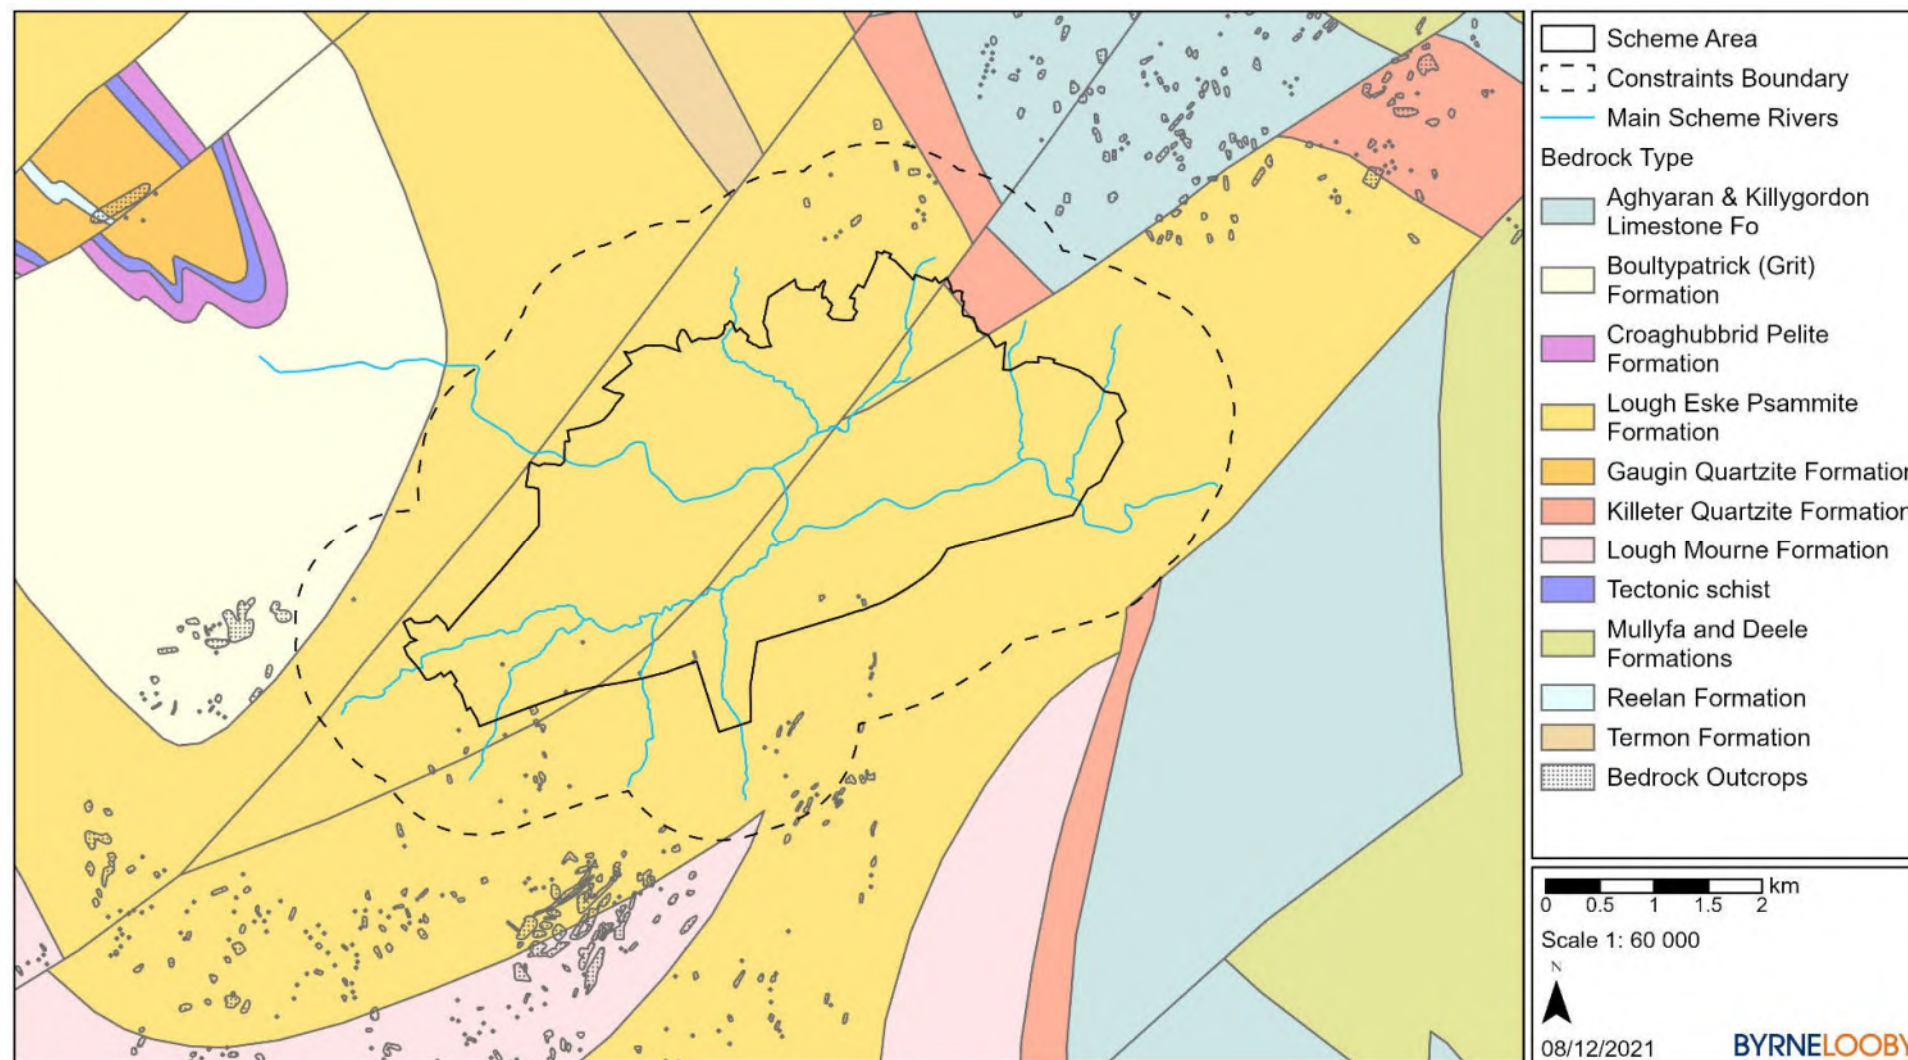 Scheme Area
Constraints Boundary
Main Scheme Rivers
Bedrock Type
Aghyaran & Killygordon
Limestone Fo
Boultypatrick (Grit)
Formation
Croaghubbrid Pelite
Formation
Lough Eske Psammite
Formation
Gaugin Quartzite Formation
Killeter Quartzite Formation
Lough Mourne Formation
Tectonic schist
Mullyfa and Deele
Formations
Reelan Formation
Termon Formation
Bedrock Outcrops
km
0 0.5 1 1.5 2
Scale 1: 60 000
N
08/12/2021
BYRNELOOBY